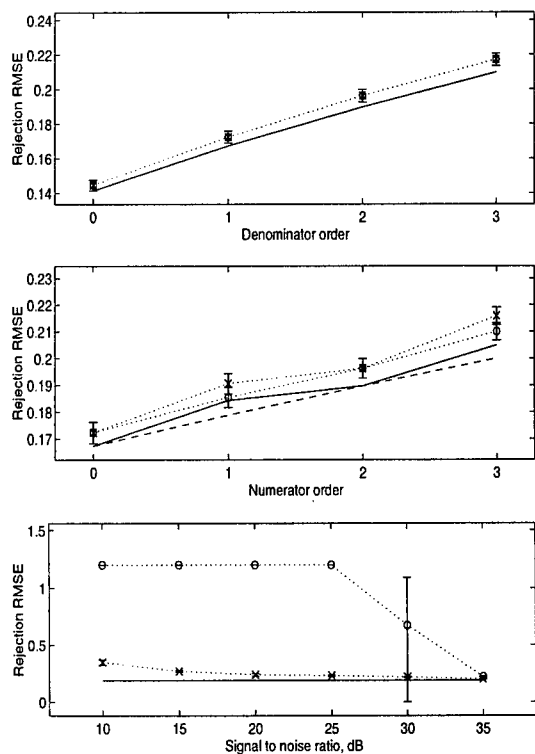 0.24
0.22
0.2
0.18
0.16
0.14
Rejection RMSE
0 1 2 3
Denominator order
0.22
0.21
0.2
0.19
0.18
0.17
Rejection RMSE
0 1 2 3
Numerator order
1.5
1
0.5
0
Rejection RMSE
10 15 20 25 30 35
Signal to noise ratio, dB